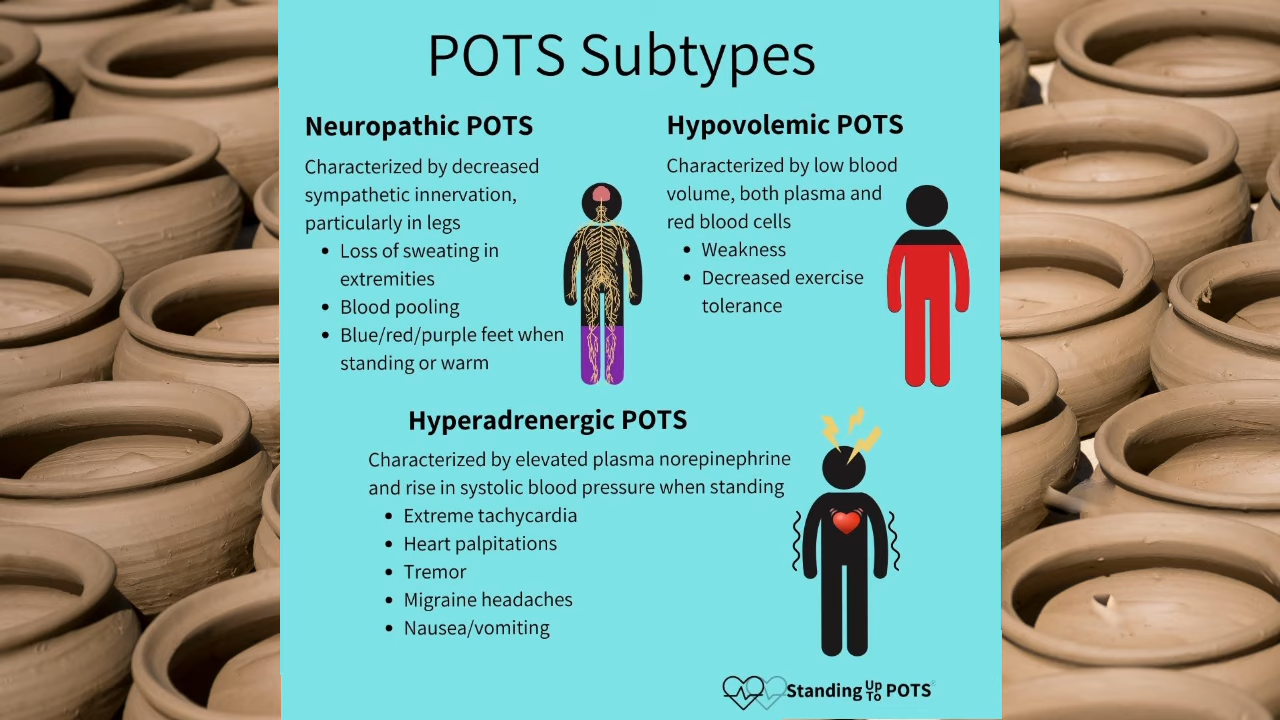 POTS Subtypes
Neuropathic POTS
Characterized by decreased
sympathetic innervation,
particularly in legs
• Loss of sweating in
extremities
• Blood pooling
• Blue/red/purple feet when
standing or warm
Hypovolemic POTS
Characterized by low blood
volume, both plasma and
red blood cells
• Weakness
• Decreased exercise
tolerance
Hyperadrenergic POTS
Characterized by elevated plasma norepinephrine
and rise in systolic blood pressure when standing
• Extreme tachycardia
• Heart palpitations
• Tremor
• Migraine headaches
• Nausea/vomiting
Standing Up To POTS